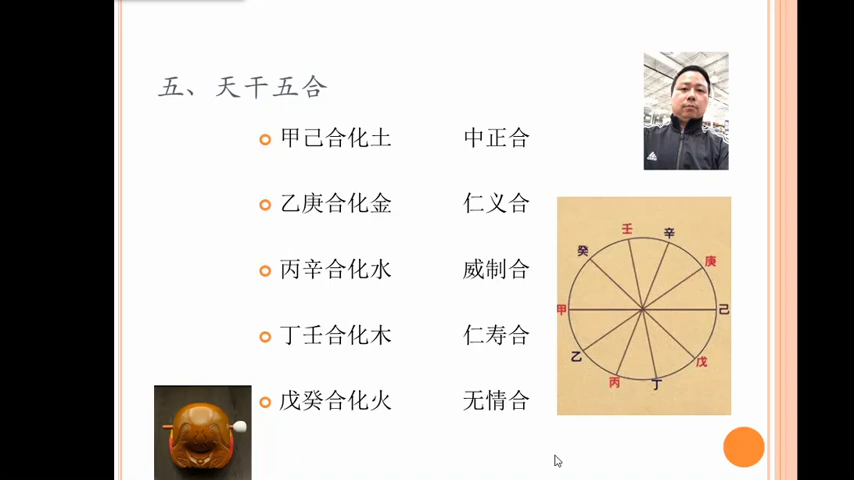 五、天干五合
甲己合化土 中正合
乙庚合化金 仁义合
丙辛合化水 威制合
丁壬合化木 仁寿合
戊癸合化火 无情合
壬
辛
癸
庚
甲
己
乙
戊
丙
丁